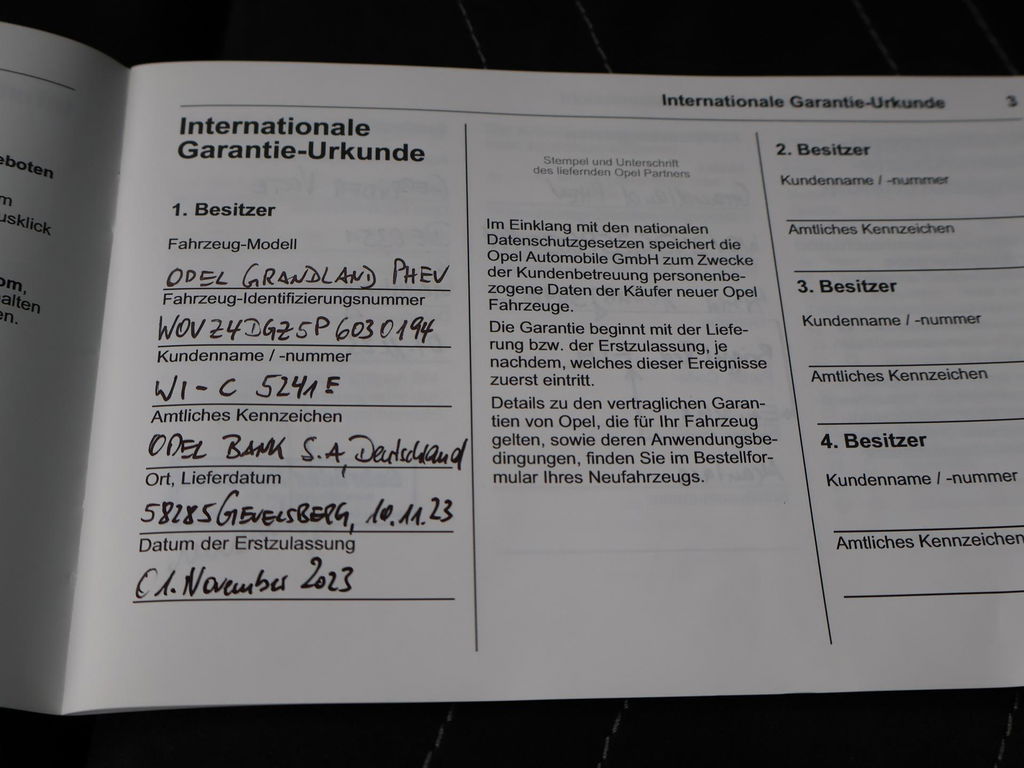 eboten
m
usklick
om,
alten
en.
Internationale Garantie-Urkunde 3
Internationale
Garantie-Urkunde
1. Besitzer
Fahrzeug-Modell
OPEL GRANDLAND PHEV
Fahrzeug-Identifizierungsnummer
WOVZ4DGZ5P6030194
Kundenname / -nummer
WI-C 5241E
Amtliches Kennzeichen
OPEL BANK S.A, Deutschland
Ort, Lieferdatum
58285 GEVELSBERG, 10.11.23
Datum der Erstzulassung
01. November 2023
Stempel und Unterschrift
des liefernden Opel Partners
Im Einklang mit den nationalen
Datenschutzgesetzen speichert die
Opel Automobile GmbH zum Zwecke
der Kundenbetreuung personenbe-
zogene Daten der Käufer neuer Opel
Fahrzeuge.
Die Garantie beginnt mit der Liefe-
rung bzw. der Erstzulassung, je
nachdem, welches dieser Ereignisse
zuerst eintritt.
Details zu den vertraglichen Garan-
tien von Opel, die für Ihr Fahrzeug
gelten, sowie deren Anwendungsbe-
dingungen, finden Sie im Bestellfor-
mular Ihres Neufahrzeugs.
2. Besitzer
Kundenname / -nummer
Amtliches Kennzeichen
3. Besitzer
Kundenname / -nummer
Amtliches Kennzeichen
4. Besitzer
Kundenname / -nummer
Amtliches Kennzeichen